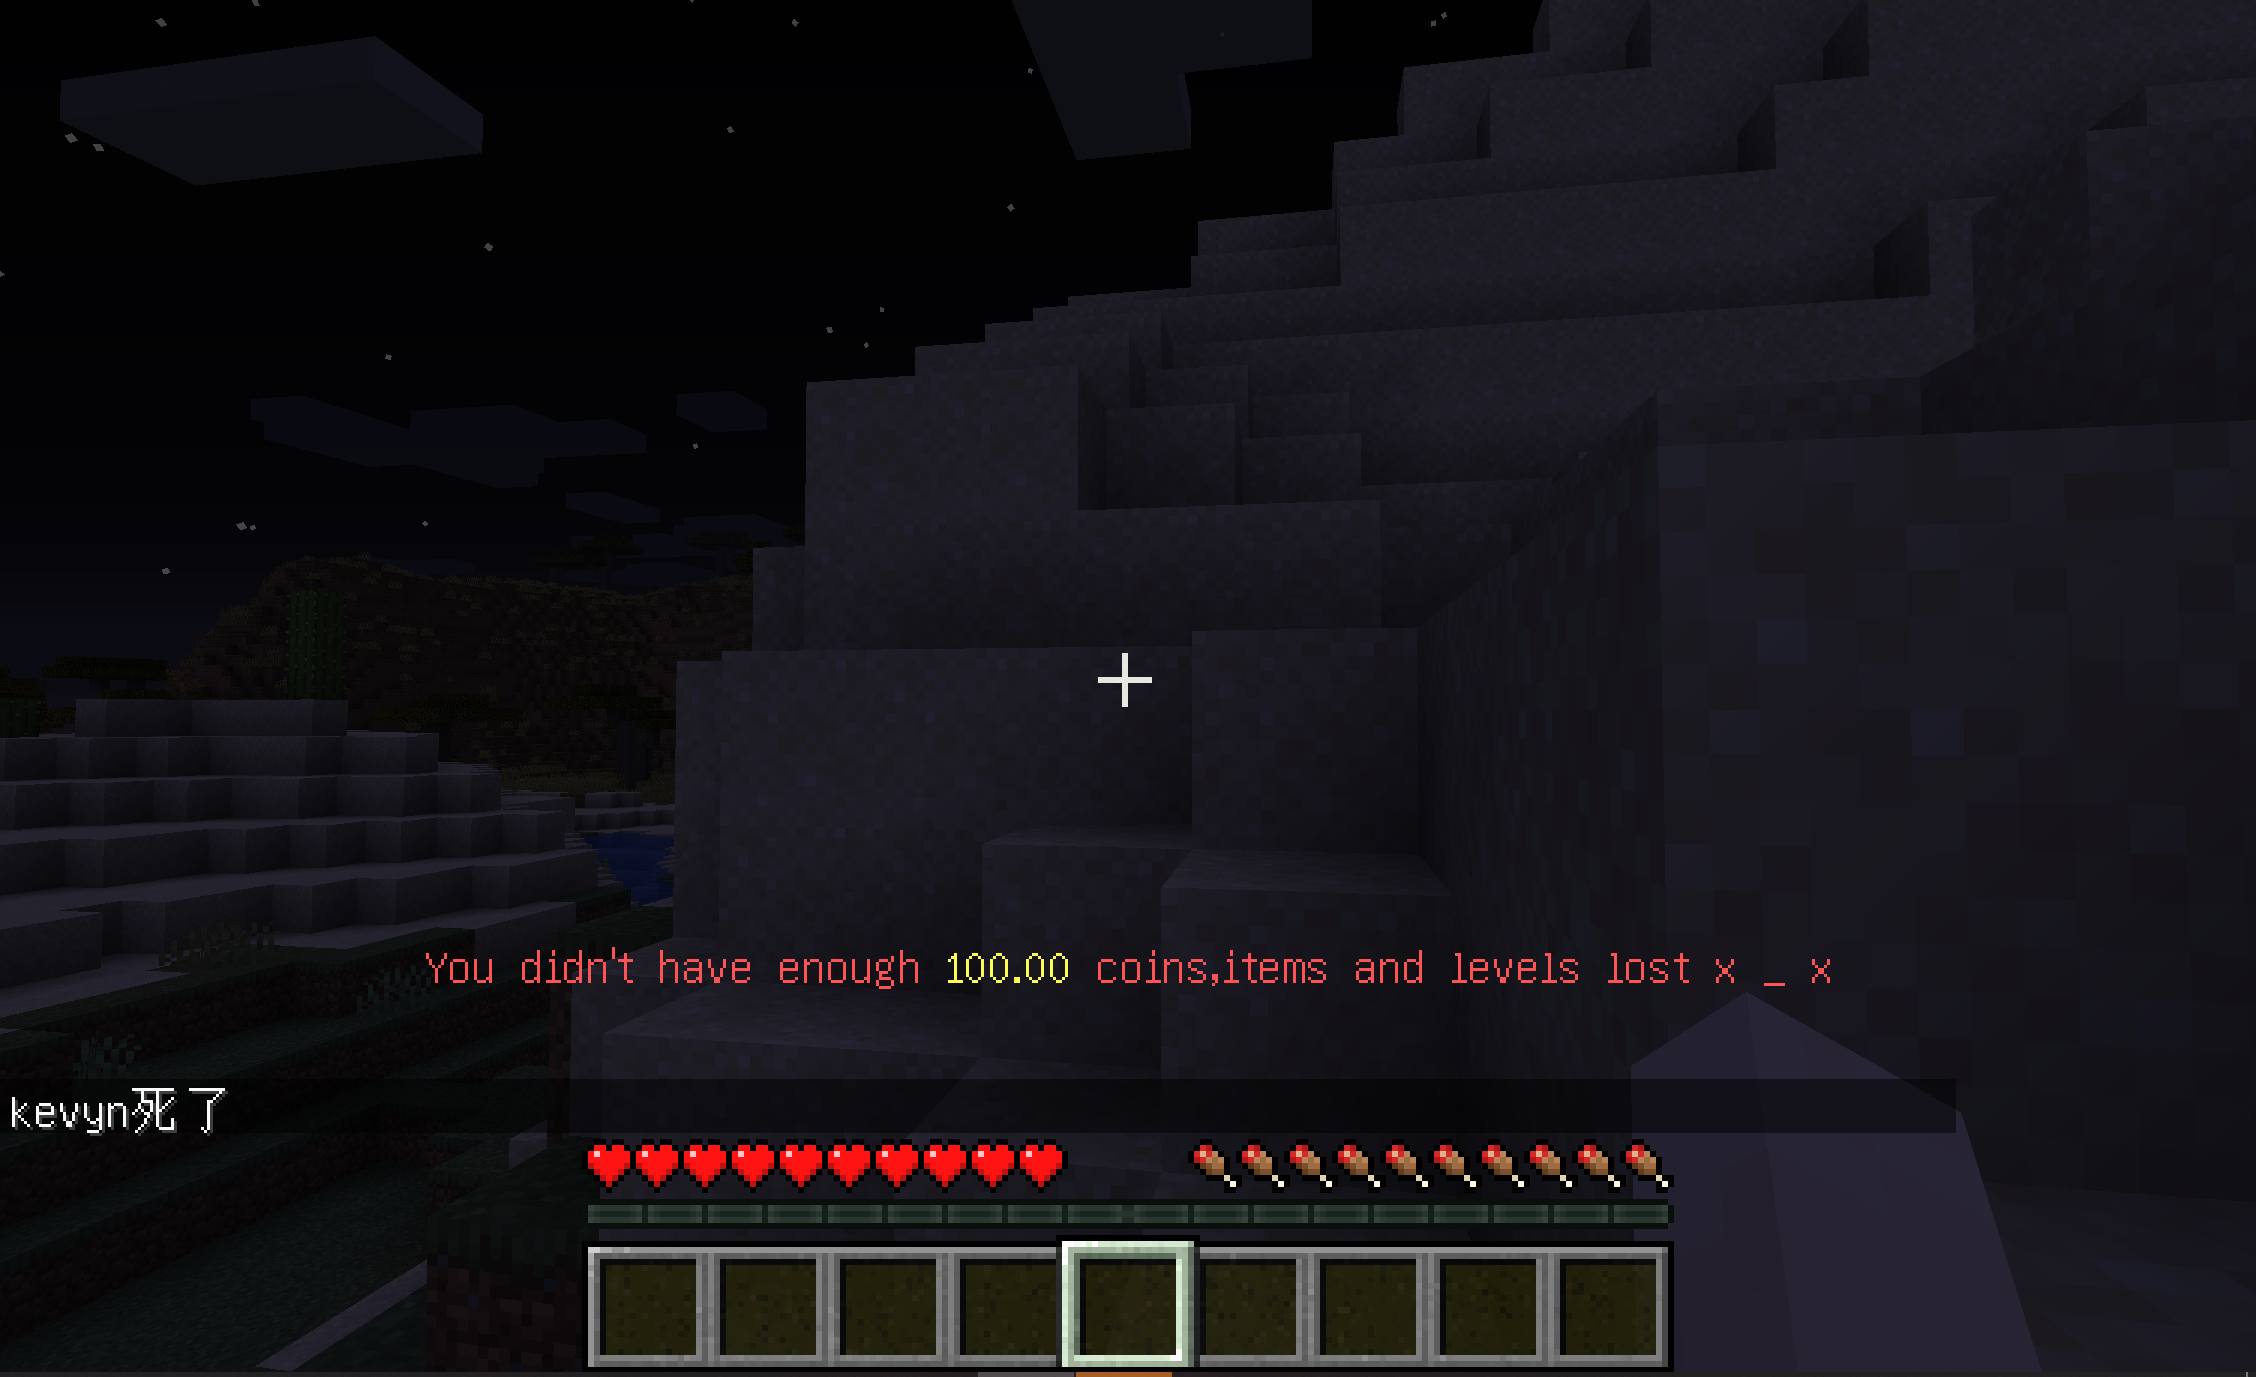 You didn't have enough 100.00 coins,items and levels lost x _ x
kevyn死了